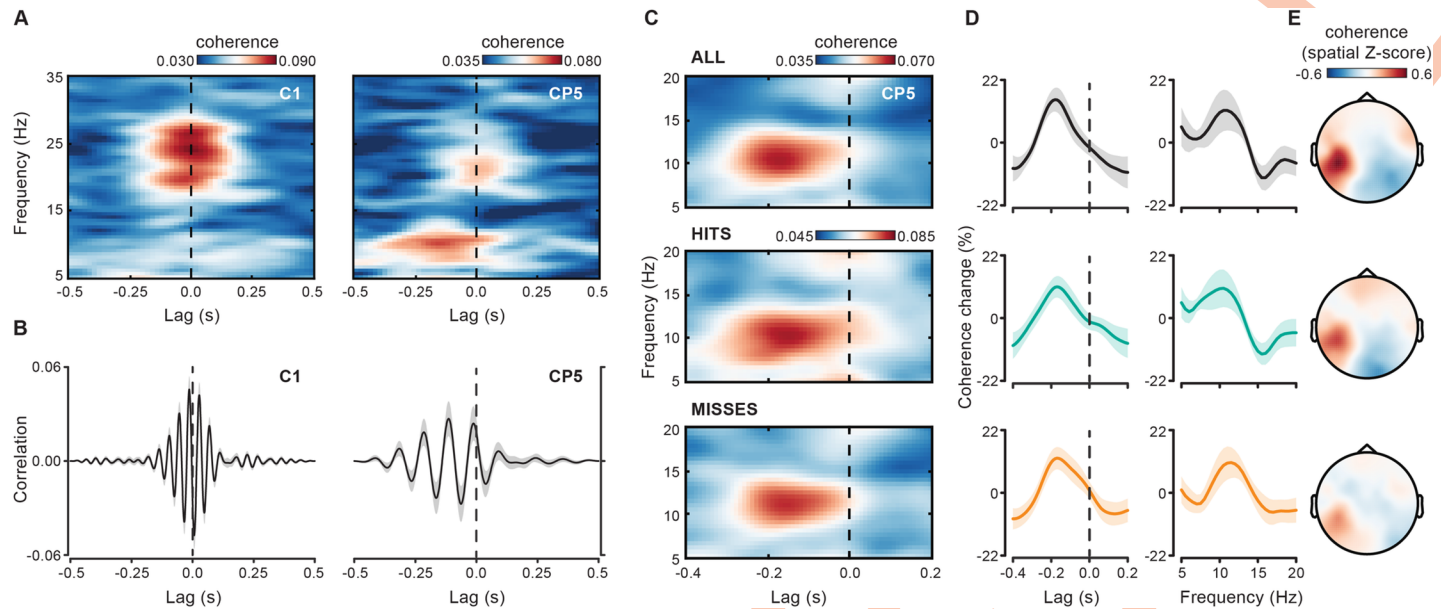 A
coherence
0.030 0.090
35
25
15
5
Frequency (Hz)
C1
-0.5 -0.25 0.0 0.25 0.5
Lag (s)
coherence
0.035 0.080
CP5
-0.5 -0.25 0.0 0.25 0.5
Lag (s)
B
0.06
0.00
-0.06
Correlation
C1
-0.5 -0.25 0.0 0.25 0.5
Lag (s)
CP5
-0.5 -0.25 0.0 0.25 0.5
Lag (s)
C
ALL
coherence
0.035 0.070
20
15
10
5
CP5
HITS
0.045 0.085
20
15
10
5
Frequency (Hz)
MISSES
20
15
10
5
-0.4 -0.2 0.0 0.2
Lag (s)
D
Coherence change (%)
22
0
-22
22
0
-22
22
0
-22
22
0
-22
22
0
-22
22
0
-22
-0.4 -0.2 0.0 0.2
Lag (s)
5 10 15 20
Frequency (Hz)
E
coherence
(spatial Z-score)
-0.6 0.6